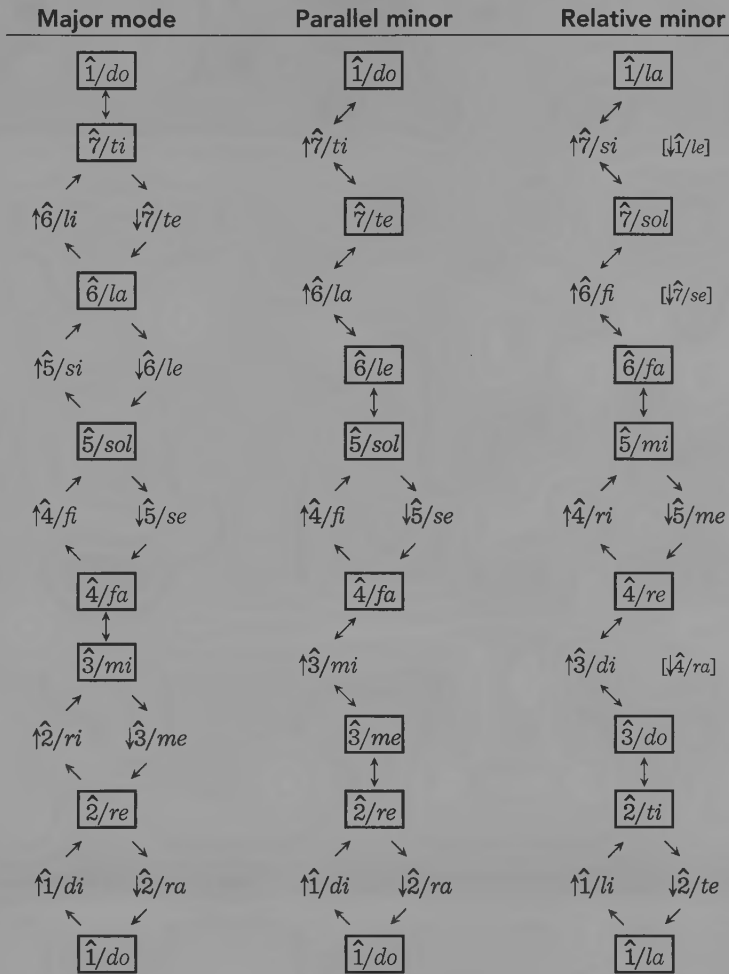 Major mode Parallel minor Relative minor
1̂/do 1̂/do 1̂/la
↕
7̂/ti ↑7̂/ti ↑7̂/si [↓1̂/le]
↑6̂/li ↓7̂/te 7̂/te 7̂/sol
6̂/la ↑6̂/la ↑6̂/fi [↓7̂/se]
↑5̂/si ↓6̂/le 6̂/le 6̂/fa
5̂/sol 5̂/sol 5̂/mi
↑4̂/fi ↓5̂/se ↑4̂/fi ↓5̂/se ↑4̂/ri ↓5̂/me
4̂/fa 4̂/fa 4̂/re
3̂/mi ↑3̂/mi ↑3̂/di [↓4̂/ra]
↑2̂/ri ↓3̂/me 3̂/me 3̂/do
2̂/re 2̂/re 2̂/ti
↑1̂/di ↓2̂/ra ↑1̂/di ↓2̂/ra ↑1̂/li ↓2̂/te
1̂/do 1̂/do 1̂/la